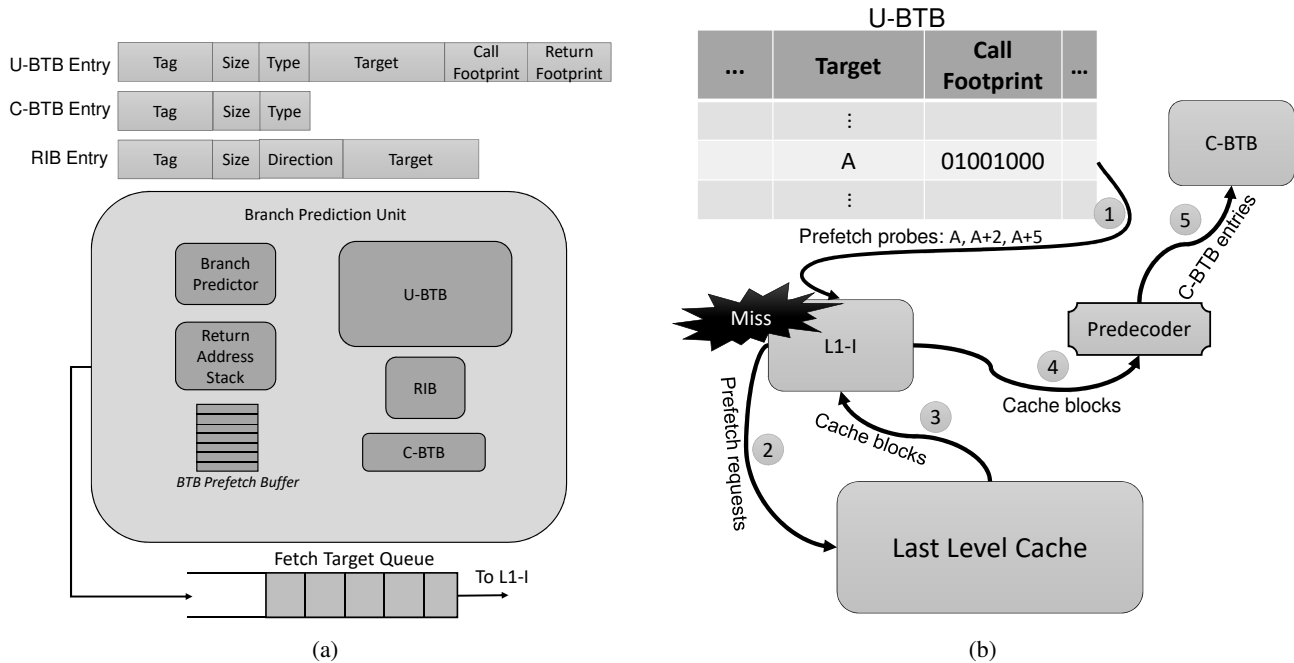 U-BTB Entry Tag Size Type Target Call Footprint Return Footprint
C-BTB Entry Tag Size Type
RIB Entry Tag Size Direction Target
Branch Prediction Unit
Branch
Predictor
U-BTB
Return
Address
Stack
RIB
C-BTB
BTB Prefetch Buffer
Fetch Target Queue
To L1-I
(a)
U-BTB
... Target Call Footprint ...
⋮
A 01001000
⋮
1
Prefetch probes: A, A+2, A+5
C-BTB
5
C-BTB entries
Miss
L1-I
Predecoder
4
Cache blocks
Prefetch requests
2
3
Cache blocks
Last Level Cache
(b)